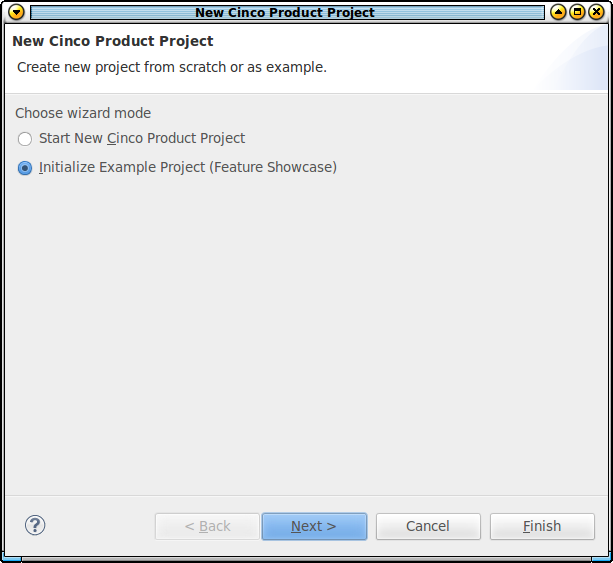 New Cinco Product Project
New Cinco Product Project
Create new project from scratch or as example.
Choose wizard mode
Start New Cinco Product Project
Initialize Example Project (Feature Showcase)
? < Back Next > Cancel Finish